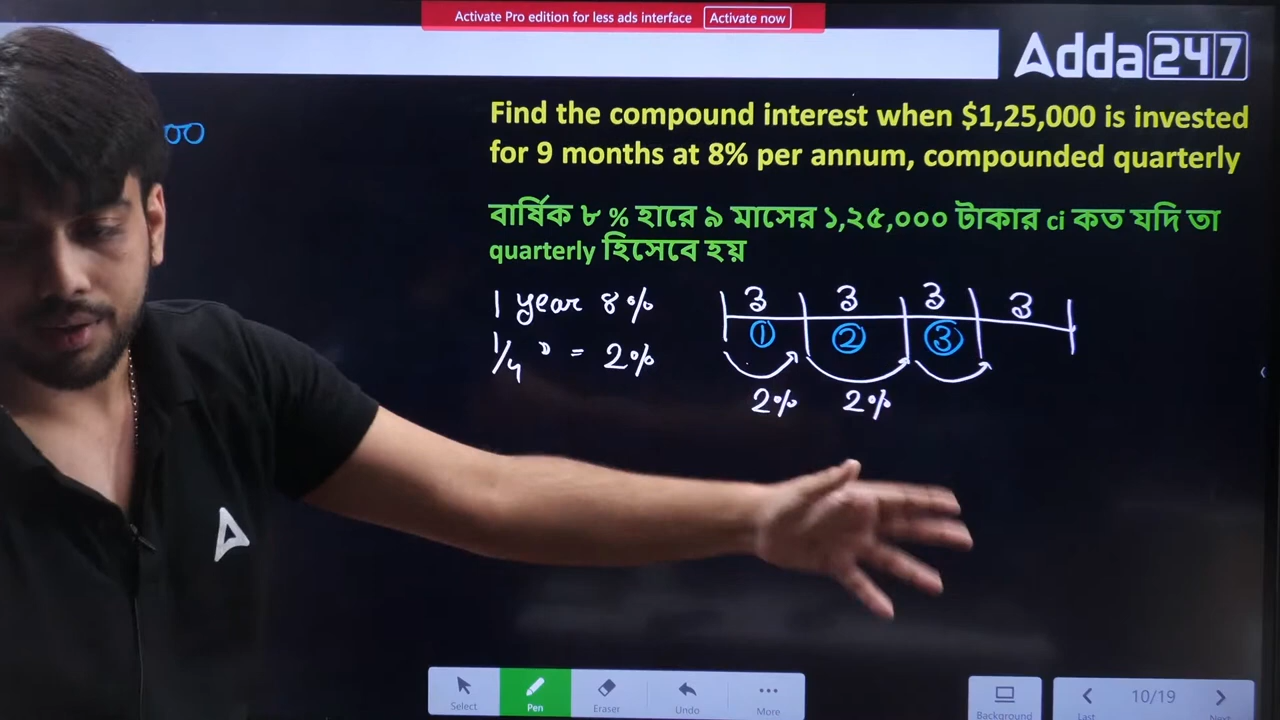 Activate Pro edition for less ads interface Activate now
Adda247
Find the compound interest when $1,25,000 is invested
for 9 months at 8% per annum, compounded quarterly
বার্ষিক ৮ % হারে ৯ মাসের ১,২৫,০০০ টাকার ci কত যদি তা
quarterly হিসেবে হয়
1 year 8%
3 3 3 3
1 2 3
1/4 " = 2%
2% 2%
Select Pen Eraser Undo More
Background
10/19
Last Next